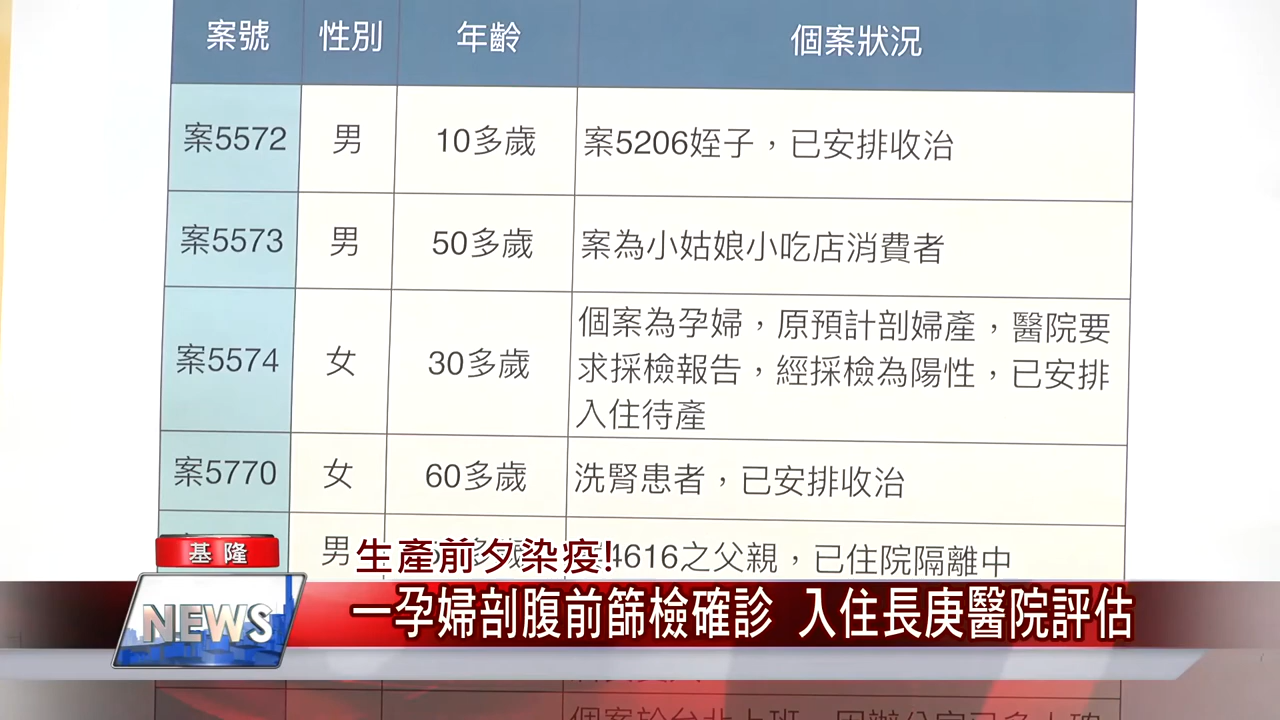 案號 性別 年齡 個案狀況
案5572 男 10多歲 案5206姪子，已安排收治
案5573 男 50多歲 案為小姑娘小吃店消費者
案5574 女 30多歲 個案為孕婦，原預計剖婦產，醫院要
求採檢報告，經採檢為陽性，已安排
入住待產
案5770 女 60多歲 洗腎患者，已安排收治
男 4616之父親，已住院隔離中
基隆
生產前夕染疫!
NEWS
一孕婦剖腹前篩檢確診 入住長庚醫院評估